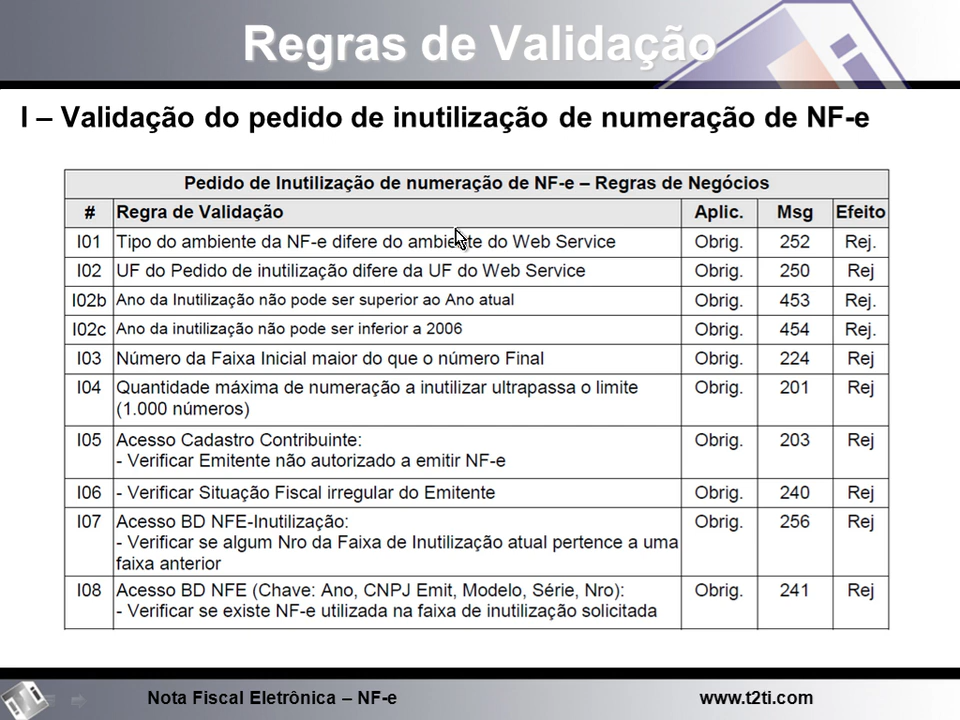 Regras de Validação
I – Validação do pedido de inutilização de numeração de NF-e
Pedido de Inutilização de numeração de NF-e – Regras de Negócios
# Regra de Validação Aplic. Msg Efeito
I01 Tipo do ambiente da NF-e difere do ambiente do Web Service Obrig. 252 Rej.
I02 UF do Pedido de inutilização difere da UF do Web Service Obrig. 250 Rej
I02b Ano da Inutilização não pode ser superior ao Ano atual Obrig. 453 Rej.
I02c Ano da inutilização não pode ser inferior a 2006 Obrig. 454 Rej.
I03 Número da Faixa Inicial maior do que o número Final Obrig. 224 Rej
I04 Quantidade máxima de numeração a inutilizar ultrapassa o limite Obrig. 201 Rej
(1.000 números)
I05 Acesso Cadastro Contribuinte: Obrig. 203 Rej
- Verificar Emitente não autorizado a emitir NF-e
I06 - Verificar Situação Fiscal irregular do Emitente Obrig. 240 Rej
I07 Acesso BD NFE-Inutilização: Obrig. 256 Rej
- Verificar se algum Nro da Faixa de Inutilização atual pertence a uma
faixa anterior
I08 Acesso BD NFE (Chave: Ano, CNPJ Emit, Modelo, Série, Nro): Obrig. 241 Rej
- Verificar se existe NF-e utilizada na faixa de inutilização solicitada
Nota Fiscal Eletrônica – NF-e www.t2ti.com